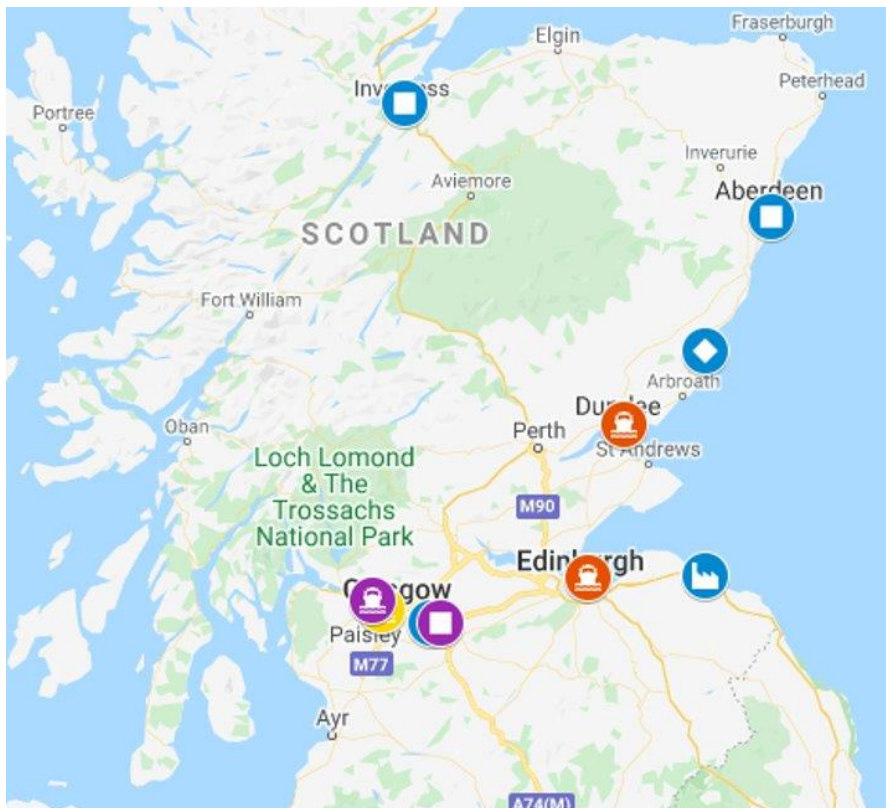 Fraserburgh
Elgin
Peterhead
Portree
Inverurie
Aviemore
Aberdeen
SCOTLAND
Fort William
Arbroath
Oban
Perth
St Andrews
Loch Lomond
& The
Trossachs
National Park
M90
Paisley
M77
Ayr
A74(M)